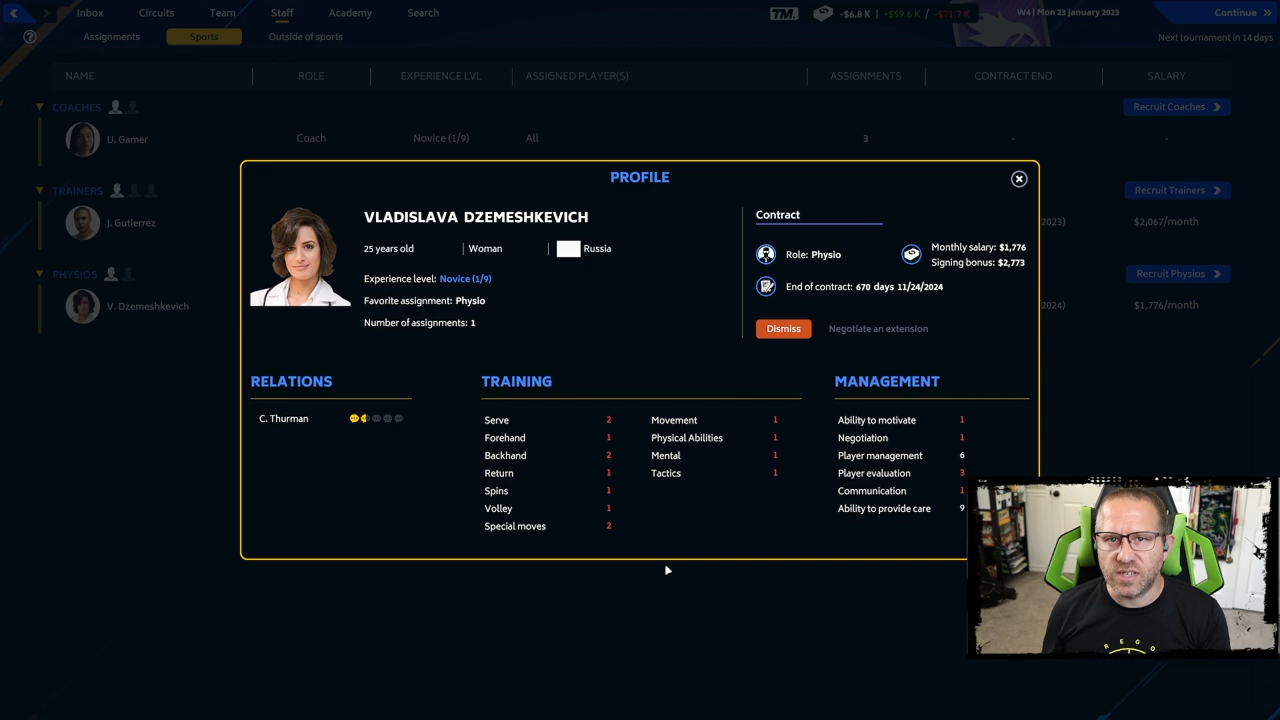 Inbox Circuits Team Staff Academy Search TM. -$6.8 K | +$59.6 K / -$71.7 K W4 | Mon 23 January 2023 Continue
Assignments Sports Outside of sports Next tournament in 14 days
NAME ROLE EXPERIENCE LVL ASSIGNED PLAYER(S) ASSIGNMENTS CONTRACT END SALARY
COACHES Recruit Coaches
U. Gamer Coach Novice (1/9) All 3 - -
TRAINERS Recruit Trainers
J. Gutierrez 2023) $2,067/month
PHYSIOS Recruit Physios
V. Dzemeshkevich 2024) $1,776/month
PROFILE
VLADISLAVA DZEMESHKEVICH
25 years old Woman Russia
Experience level: Novice (1/9)
Favorite assignment: Physio
Number of assignments: 1
Contract
Role: Physio
Monthly salary: $1,776
Signing bonus: $2,773
End of contract: 670 days 11/24/2024
Dismiss Negotiate an extension
RELATIONS
C. Thurman
TRAINING
Serve 2
Forehand 1
Backhand 2
Return 1
Spins 1
Volley 1
Special moves 2
Movement 1
Physical Abilities 1
Mental 1
Tactics 1
MANAGEMENT
Ability to motivate 1
Negotiation 1
Player management 6
Player evaluation 3
Communication 1
Ability to provide care 9
R E G O